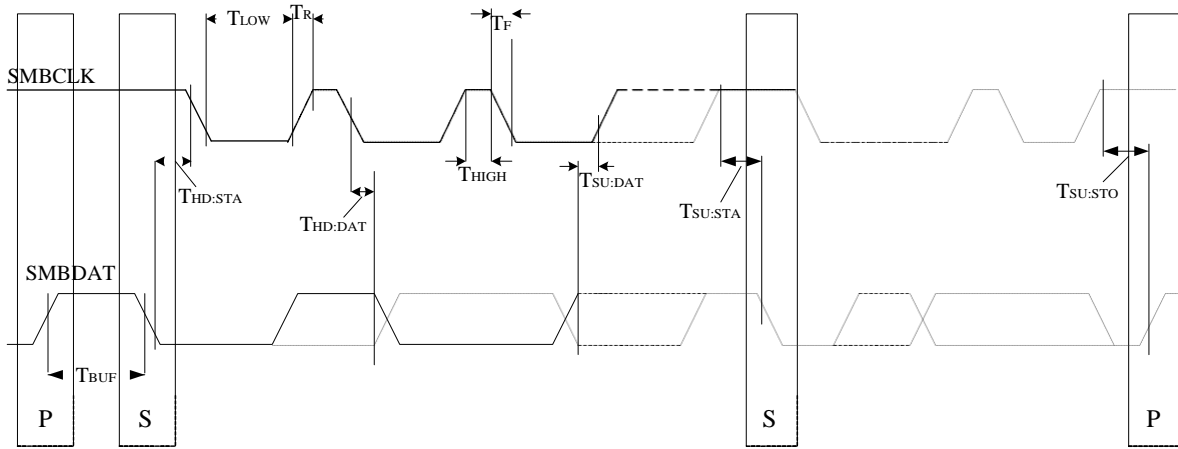 TLOW
TR
TF
SMBCLK
THD:STA
THD:DAT
THIGH
TSU:DAT
TSU:STA
TSU:STO
SMBDAT
TBUF
P
S
S
P